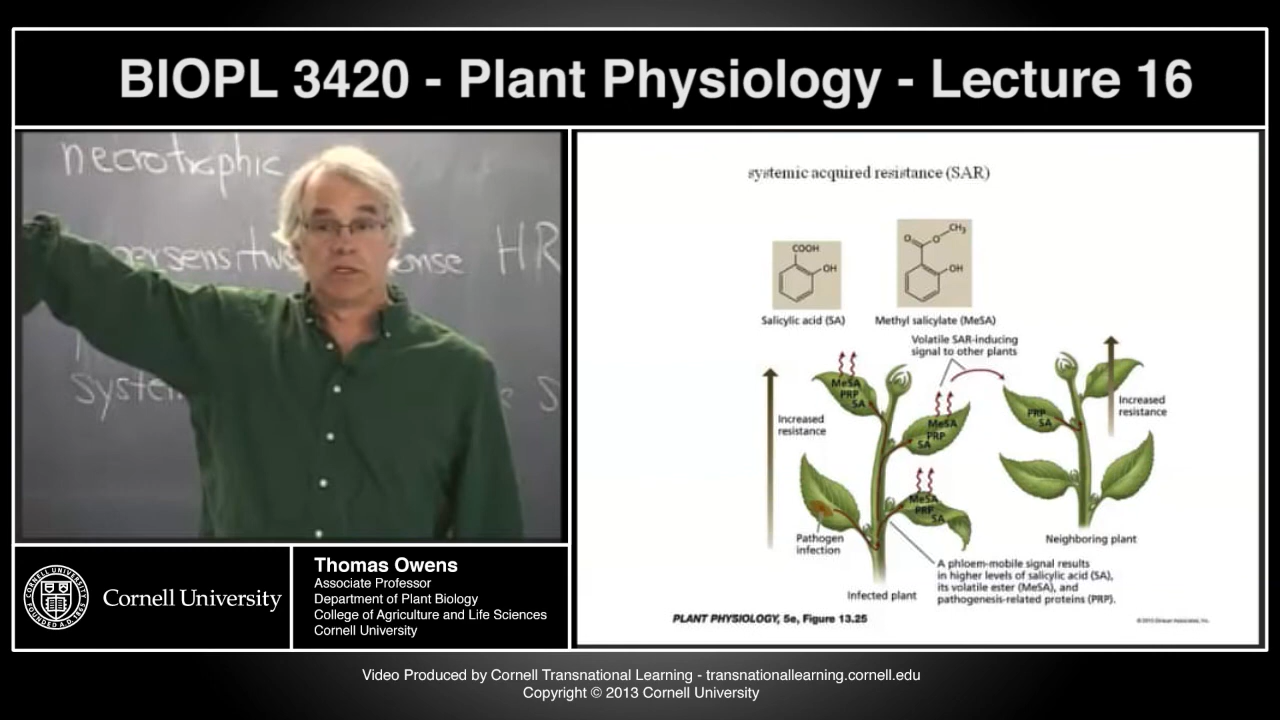 BIOPL 3420 - Plant Physiology - Lecture 16
necrotrophic
HR
systemic acquired resistance (SAR)
COOH
OH
O
O
CH3
OH
Salicylic acid (SA)
Methyl salicylate (MeSA)
Volatile SAR-inducing
signal to other plants
MeSA
PRP
SA
MeSA
PRP
SA
MeSA
PRP
SA
PRP
SA
Increased
resistance
Increased
resistance
Pathogen
infection
Neighboring plant
A phloem-mobile signal results
in higher levels of salicylic acid (SA),
its volatile ester (MeSA), and
pathogenesis-related proteins (PRP).
Infected plant
PLANT PHYSIOLOGY, 5e, Figure 13.25
© 2010 Sinauer Associates, Inc.
Cornell University
Thomas Owens
Associate Professor
Department of Plant Biology
College of Agriculture and Life Sciences
Cornell University
Video Produced by Cornell Transnational Learning - transnationallearning.cornell.edu
Copyright © 2013 Cornell University